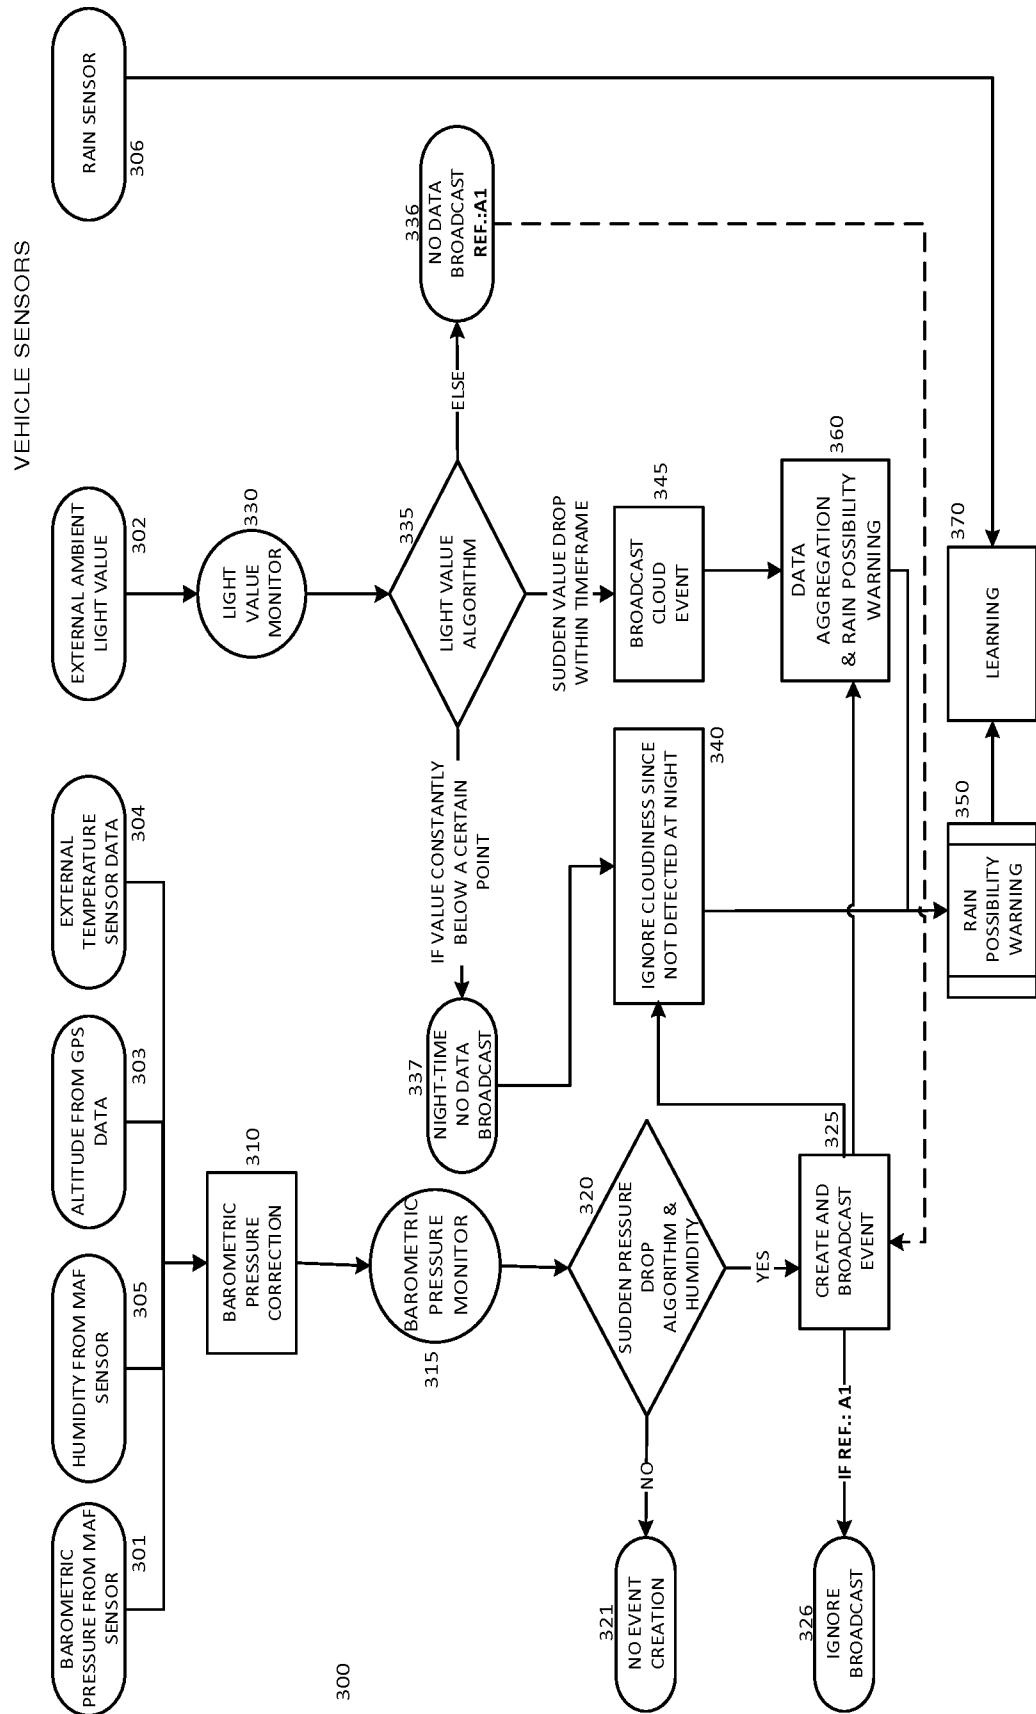 VEHICLE SENSORS
BAROMETRIC
PRESSURE FROM MAF
SENSOR
301
HUMIDITY FROM MAF
SENSOR
305
ALTITUDE FROM GPS
DATA
303
EXTERNAL
TEMPERATURE
SENSOR DATA
304
EXTERNAL AMBIENT
LIGHT VALUE
302
RAIN SENSOR
306
BAROMETRIC
PRESSURE
CORRECTION
310
LIGHT
VALUE
MONITOR
330
300
BAROMETRIC
PRESSURE
MONITOR
315
337
NIGHT-TIME
NO DATA
BROADCAST
IF VALUE CONSTANTLY
BELOW A CERTAIN
POINT
335
LIGHT VALUE
ALGORITHM
ELSE
336
NO DATA
BROADCAST
REF.:A1
SUDDEN VALUE DROP
WITHIN TIMEFRAME
321
NO EVENT
CREATION
NO
320
SUDDEN PRESSURE
DROP
ALGORITHM &
HUMIDITY
YES
IGNORE CLOUDINESS SINCE
NOT DETECTED AT NIGHT
340
BROADCAST
CLOUD
EVENT
345
326
IGNORE
BROADCAST
IF REF.: A1
325
CREATE AND
BROADCAST
EVENT
DATA
AGGREGATION
& RAIN POSSIBILITY
WARNING
360
RAIN
POSSIBILITY
WARNING
350
LEARNING
370